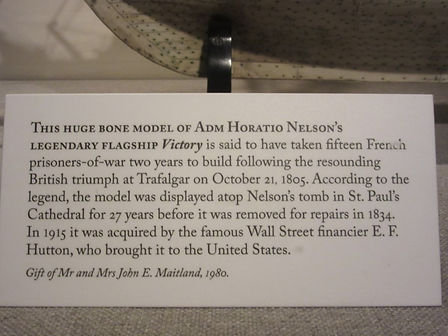 This huge bone model of Adm Horatio Nelson's
legendary flagship Victory is said to have taken fifteen French
prisoners-of-war two years to build following the resounding
British triumph at Trafalgar on October 21, 1805. According to the
legend, the model was displayed atop Nelson's tomb in St. Paul's
Cathedral for 27 years before it was removed for repairs in 1834.
In 1915 it was acquired by the famous Wall Street financier E. F.
Hutton, who brought it to the United States.
Gift of Mr and Mrs John E. Maitland, 1980.